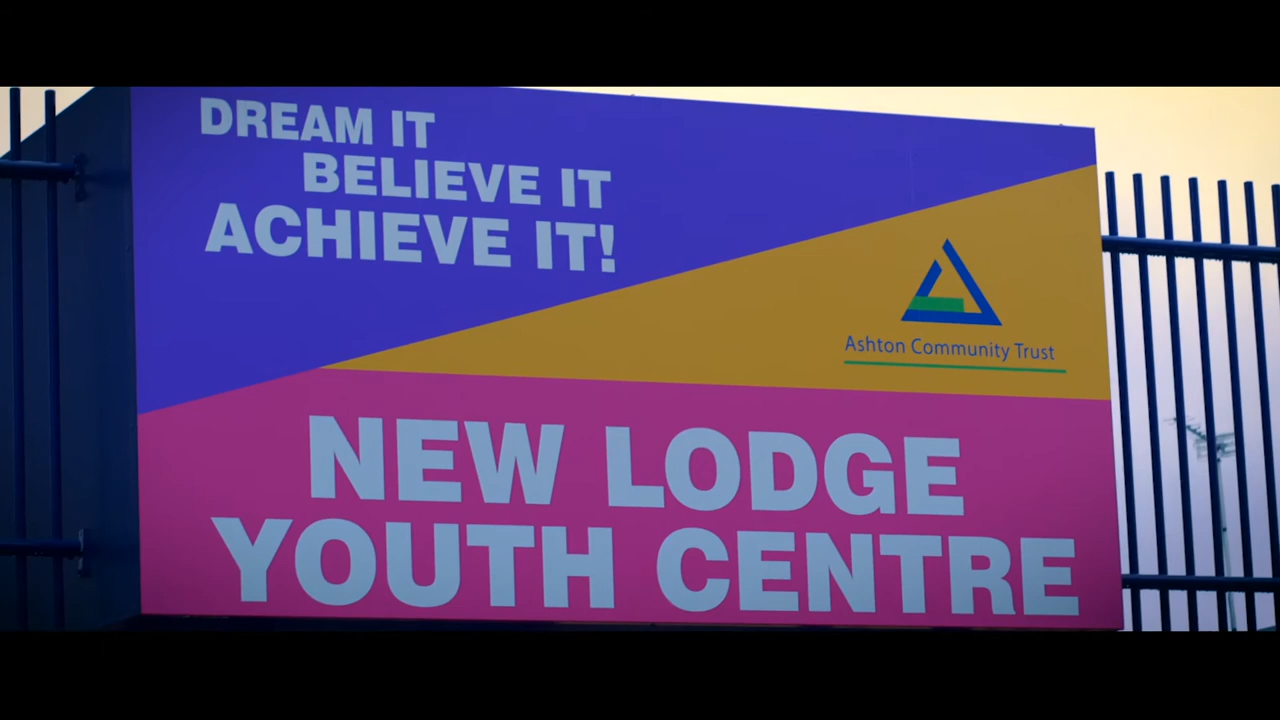 DREAM IT
BELIEVE IT
ACHIEVE IT!
Ashton Community Trust
NEW LODGE
YOUTH CENTRE